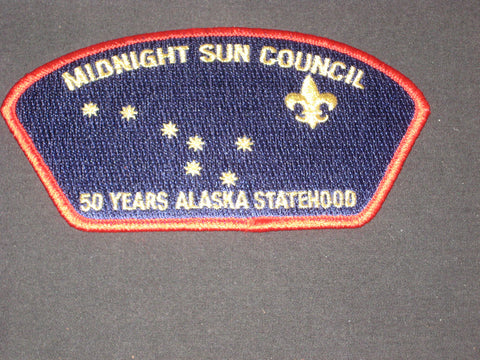 MIDNIGHT SUN COUNCIL
50 YEARS ALASKA STATEHOOD